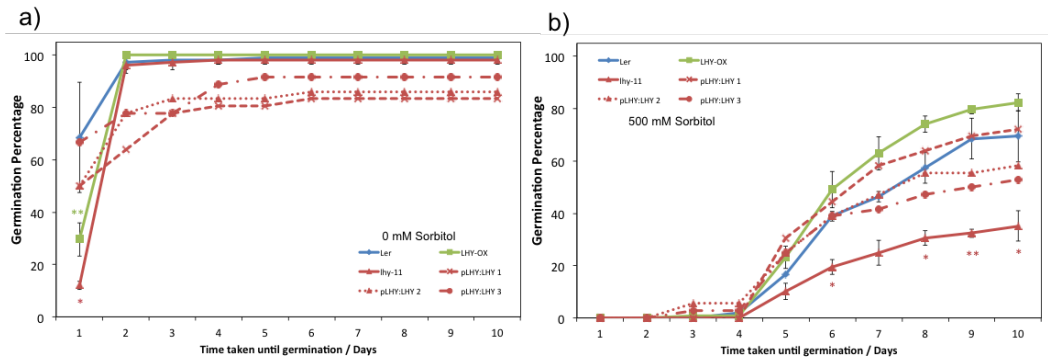 a)
Germination Percentage
100
80
60
40
20
0
**
*
0 mM Sorbitol
Ler
LHY-OX
lhy-11
pLHY:LHY 1
pLHY:LHY 2
pLHY:LHY 3
1 2 3 4 5 6 7 8 9 10
Time taken until germination / Days
b)
Germination Percentage
100
80
60
40
20
0
Ler
LHY-OX
lhy-11
pLHY:LHY 1
pLHY:LHY 2
pLHY:LHY 3
500 mM Sorbitol
*
*
**
*
1 2 3 4 5 6 7 8 9 10
Time taken until germination / Days